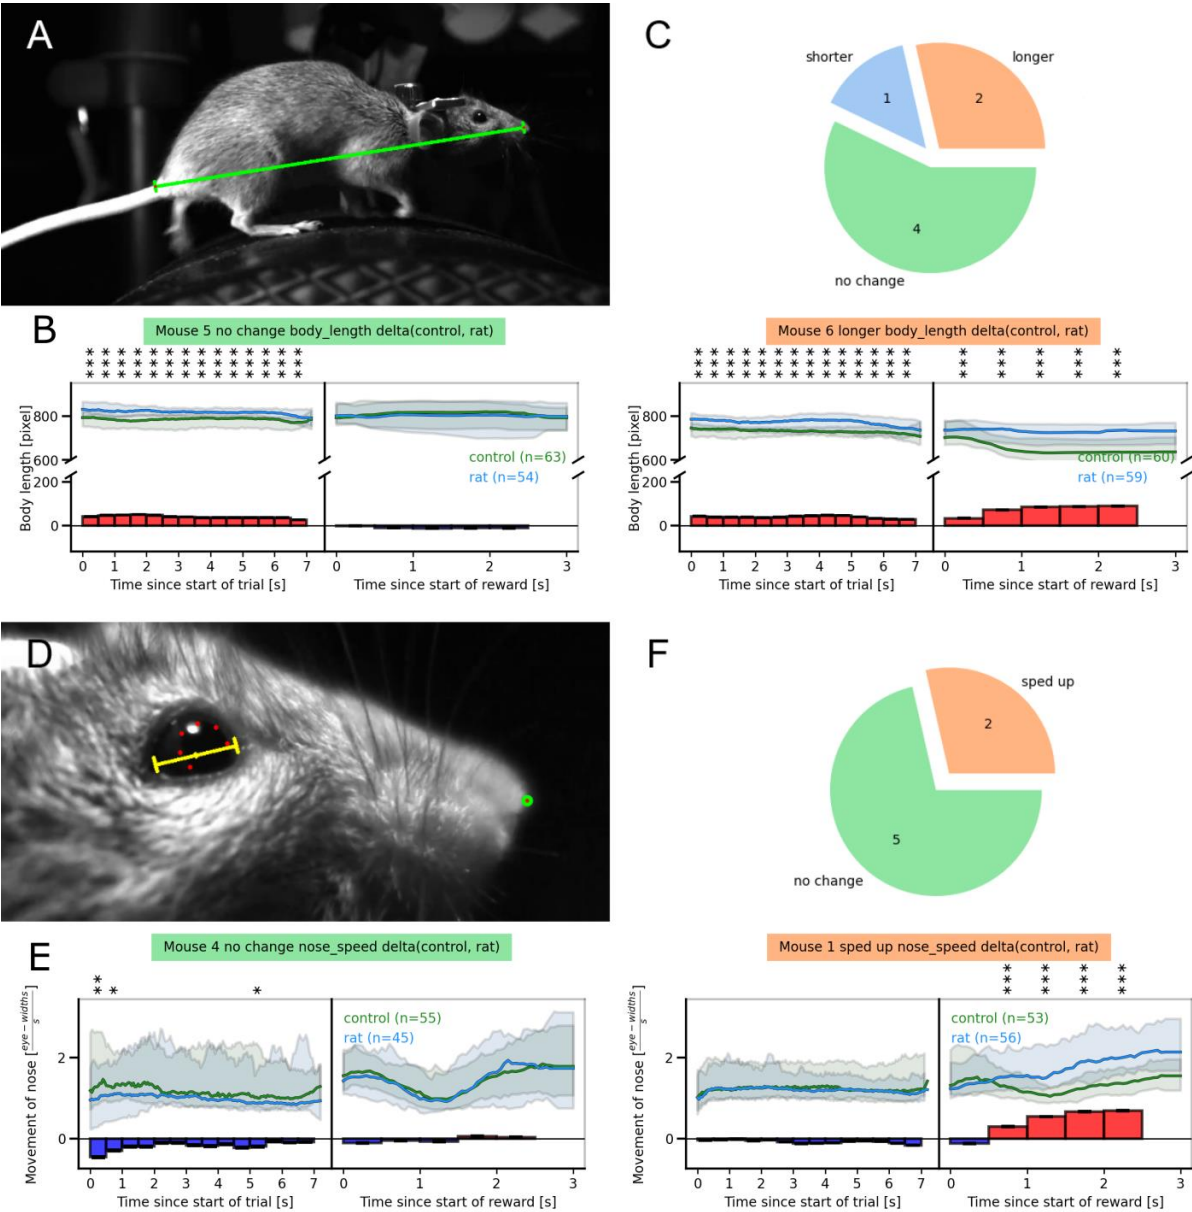 A
C
shorter
longer
1
2
4
no change
B
Mouse 5 no change body_length delta(control, rat)
Mouse 6 longer body_length delta(control, rat)
*** *** *** *** *** *** *** *** *** *** *** *** *** ***
*** *** *** *** *** *** *** *** *** *** *** *** *** *** *** *** *** *** ***
Body length [pixel]
800
600
200
0
control (n=63)
rat (n=54)
0 1 2 3 4 5 6 7
Time since start of trial [s]
0 1 2 3
Time since start of reward [s]
Body length [pixel]
800
600
200
0
control (n=60)
rat (n=59)
0 1 2 3 4 5 6 7
Time since start of trial [s]
0 1 2 3
Time since start of reward [s]
D
F
sped up
2
5
no change
E
Mouse 4 no change nose_speed delta(control, rat)
Mouse 1 sped up nose_speed delta(control, rat)
** * *
*** *** *** ***
Movement of nose [eye−widths/s]
2
0
control (n=55)
rat (n=45)
0 1 2 3 4 5 6 7
Time since start of trial [s]
0 1 2 3
Time since start of reward [s]
Movement of nose [eye−widths/s]
2
0
control (n=53)
rat (n=56)
0 1 2 3 4 5 6 7
Time since start of trial [s]
0 1 2 3
Time since start of reward [s]